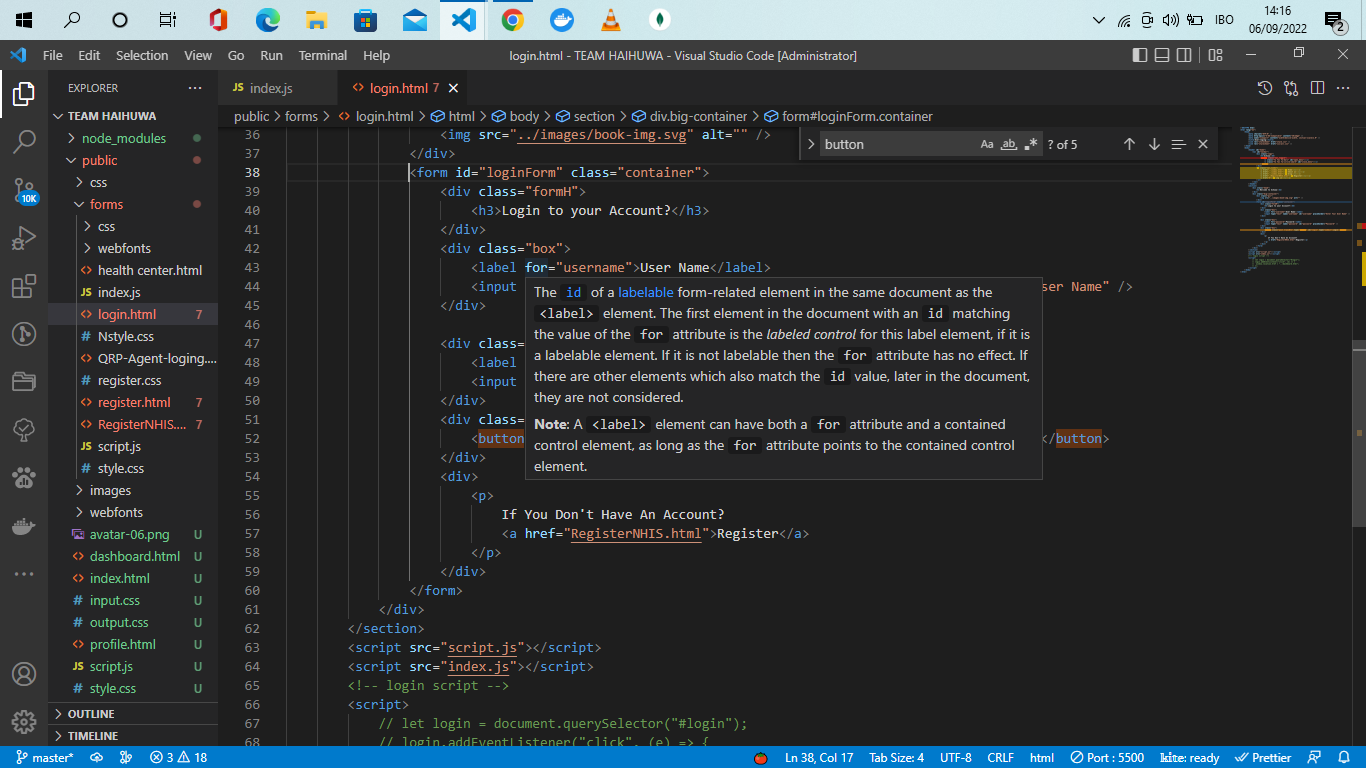 14:16
IBO
06/09/2022
2
File Edit Selection View Go Run Terminal Help
login.html - TEAM HAIHUWA - Visual Studio Code [Administrator]
EXPLORER
TEAM HAIHUWA
node_modules
public
css
forms
css
webfonts
health center.html
JS index.js
login.html 7
# Nstyle.css
QRP-Agent-loging....
# register.css
register.html 7
RegisterNHIS.... 7
JS script.js
# style.css
images
webfonts
avatar-06.png U
dashboard.html U
index.html U
# input.css U
# output.css U
profile.html U
JS script.js U
# style.css U
OUTLINE
TIMELINE
10K
JS index.js
login.html 7
public > forms > login.html > html > body > section > div.big-container > form#loginForm.container
button
Aa ab .*
? of 5
36 <img src="../images/book-img.svg" alt="" />
37 </div>
38 <form id="loginForm" class="container">
39 <div class="formH">
40 <h3>Login to your Account?</h3>
41 </div>
42 <div class="box">
43 <label for="username">User Name</label>
44 <input ser Name" />
45 </div>
46
47 <div class=
48 <label
49 <input
50 </div>
51 <div class=
52 <button </button>
53 </div>
54 <div>
55 <p>
56 If You Don't Have An Account?
57 <a href="RegisterNHIS.html">Register</a>
58 </p>
59 </div>
60 </form>
61 </div>
62 </section>
63 <script src="script.js"></script>
64 <script src="index.js"></script>
65 <!-- login script -->
66 <script>
67 // let login = document.querySelector("#login");
68 // login.addEventListener("click", (e) => {
The id of a labelable form-related element in the same document as the
<label> element. The first element in the document with an id matching
the value of the for attribute is the labeled control for this label element, if it is
a labelable element. If it is not labelable then the for attribute has no effect. If
there are other elements which also match the id value, later in the document,
they are not considered.
Note: A <label> element can have both a for attribute and a contained
control element, as long as the for attribute points to the contained control
element.
master* 3 18
Ln 38, Col 17 Tab Size: 4 UTF-8 CRLF html Port : 5500 kite: ready Prettier